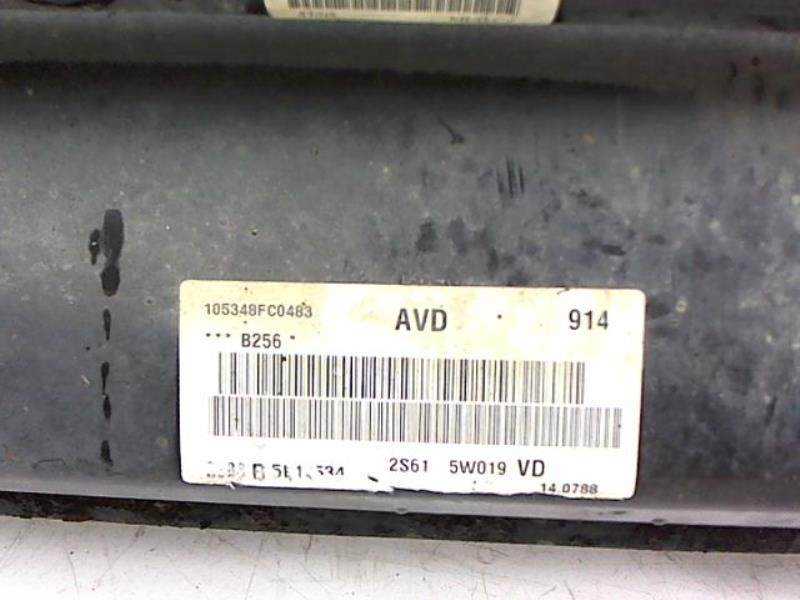 105348FC0483 AVD 914
*** B256 *
2S61 5W019 VD
14.0788